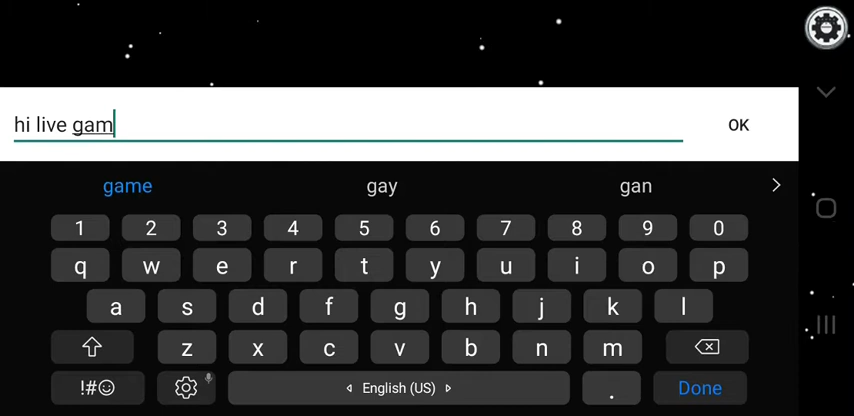 hi live gam
OK
game gay gan
1 2 3 4 5 6 7 8 9 0
q w e r t y u i o p
a s d f g h j k l
z x c v b n m
!#☺ English (US) . Done